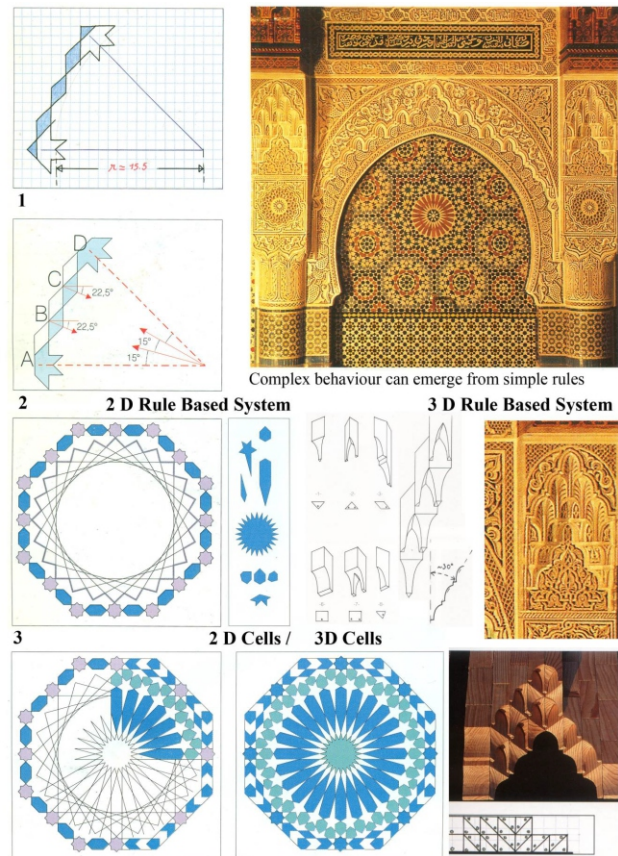 r = 15.5
1
D
C
22,5°
B
22,5°
15°
15°
A
2
2 D Rule Based System
Complex behaviour can emerge from simple rules
3 D Rule Based System
~30°
3
2 D Cells /
3D Cells